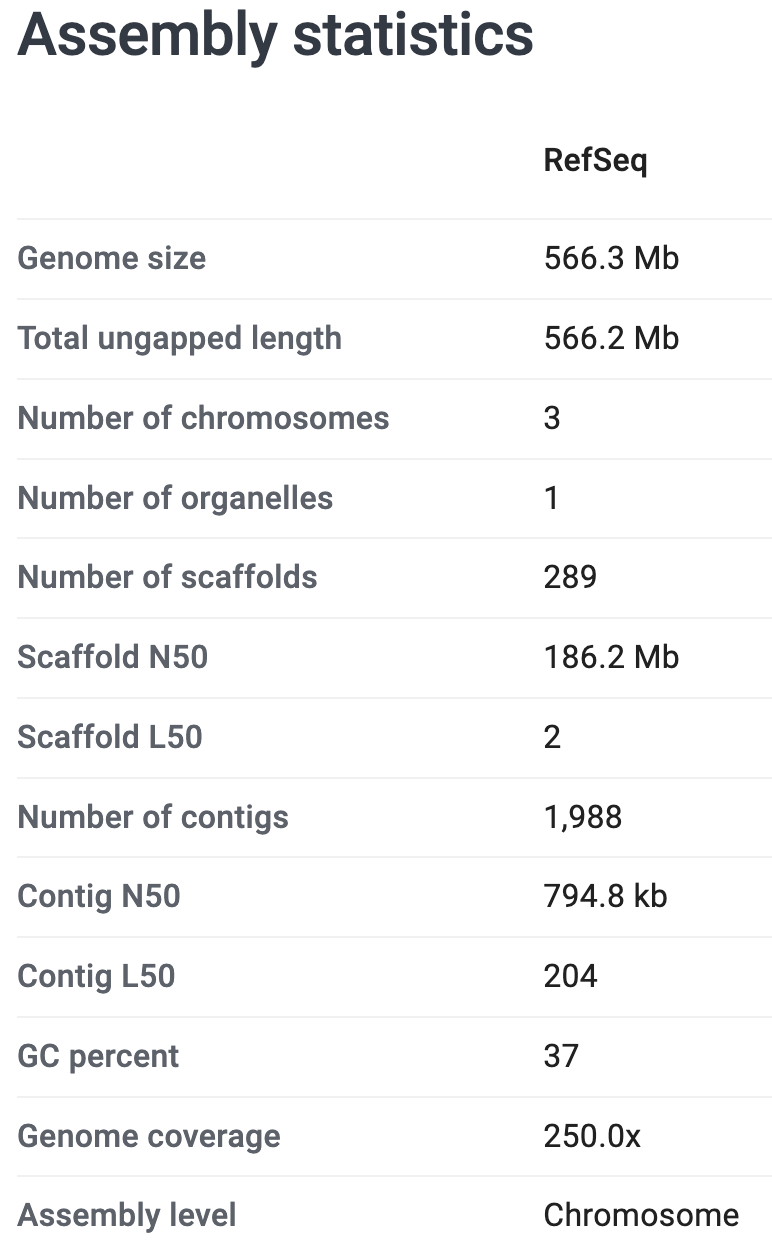 Assembly statistics
RefSeq
Genome size 566.3 Mb
Total ungapped length 566.2 Mb
Number of chromosomes 3
Number of organelles 1
Number of scaffolds 289
Scaffold N50 186.2 Mb
Scaffold L50 2
Number of contigs 1,988
Contig N50 794.8 kb
Contig L50 204
GC percent 37
Genome coverage 250.0x
Assembly level Chromosome